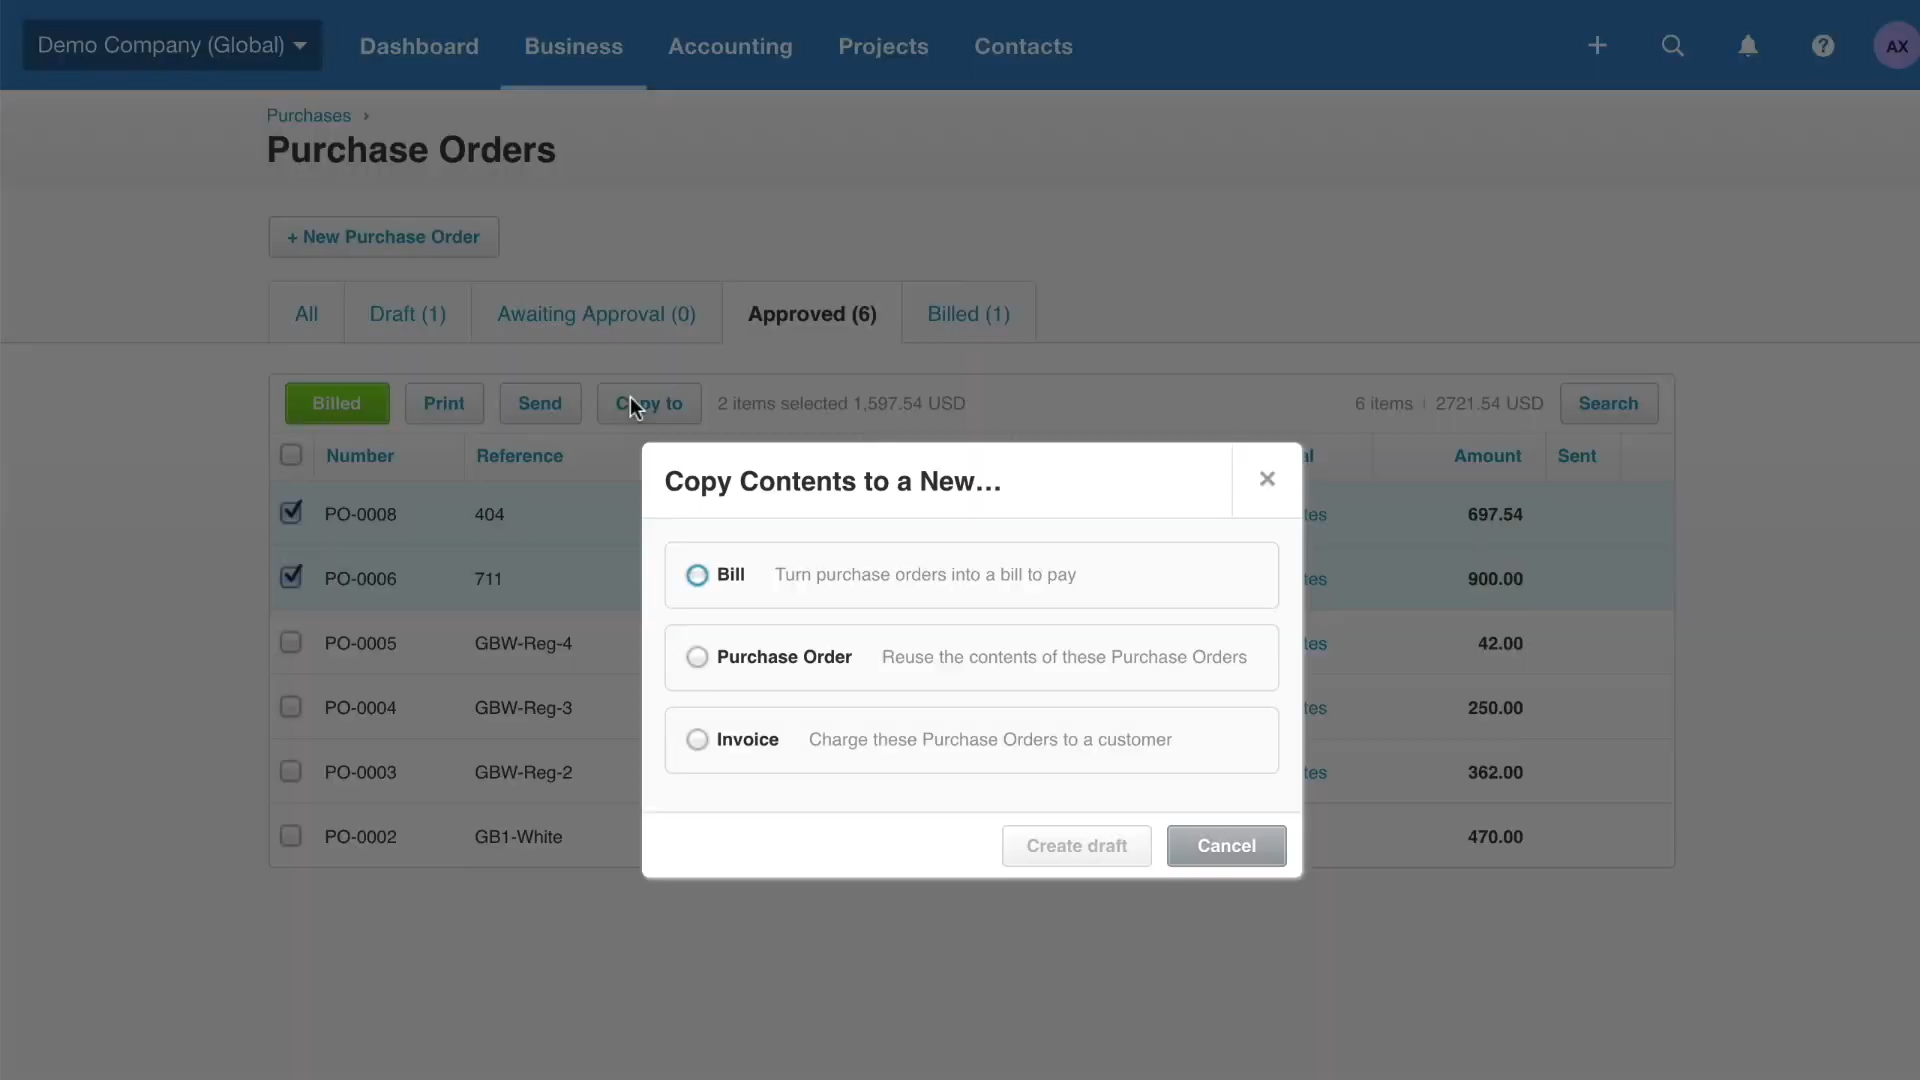 Demo Company (Global) Dashboard Business Accounting Projects Contacts AX
Purchases ›
Purchase Orders
+ New Purchase Order
All Draft (1) Awaiting Approval (0) Approved (6) Billed (1)
Billed Print Send Copy to 2 items selected 1,597.54 USD 6 items 2721.54 USD Search
Number Reference Amount Sent
PO-0008 404 697.54
PO-0006 711 900.00
PO-0005 GBW-Reg-4 42.00
PO-0004 GBW-Reg-3 250.00
PO-0003 GBW-Reg-2 362.00
PO-0002 GB1-White 470.00
Copy Contents to a New...
Bill Turn purchase orders into a bill to pay
Purchase Order Reuse the contents of these Purchase Orders
Invoice Charge these Purchase Orders to a customer
Create draft Cancel